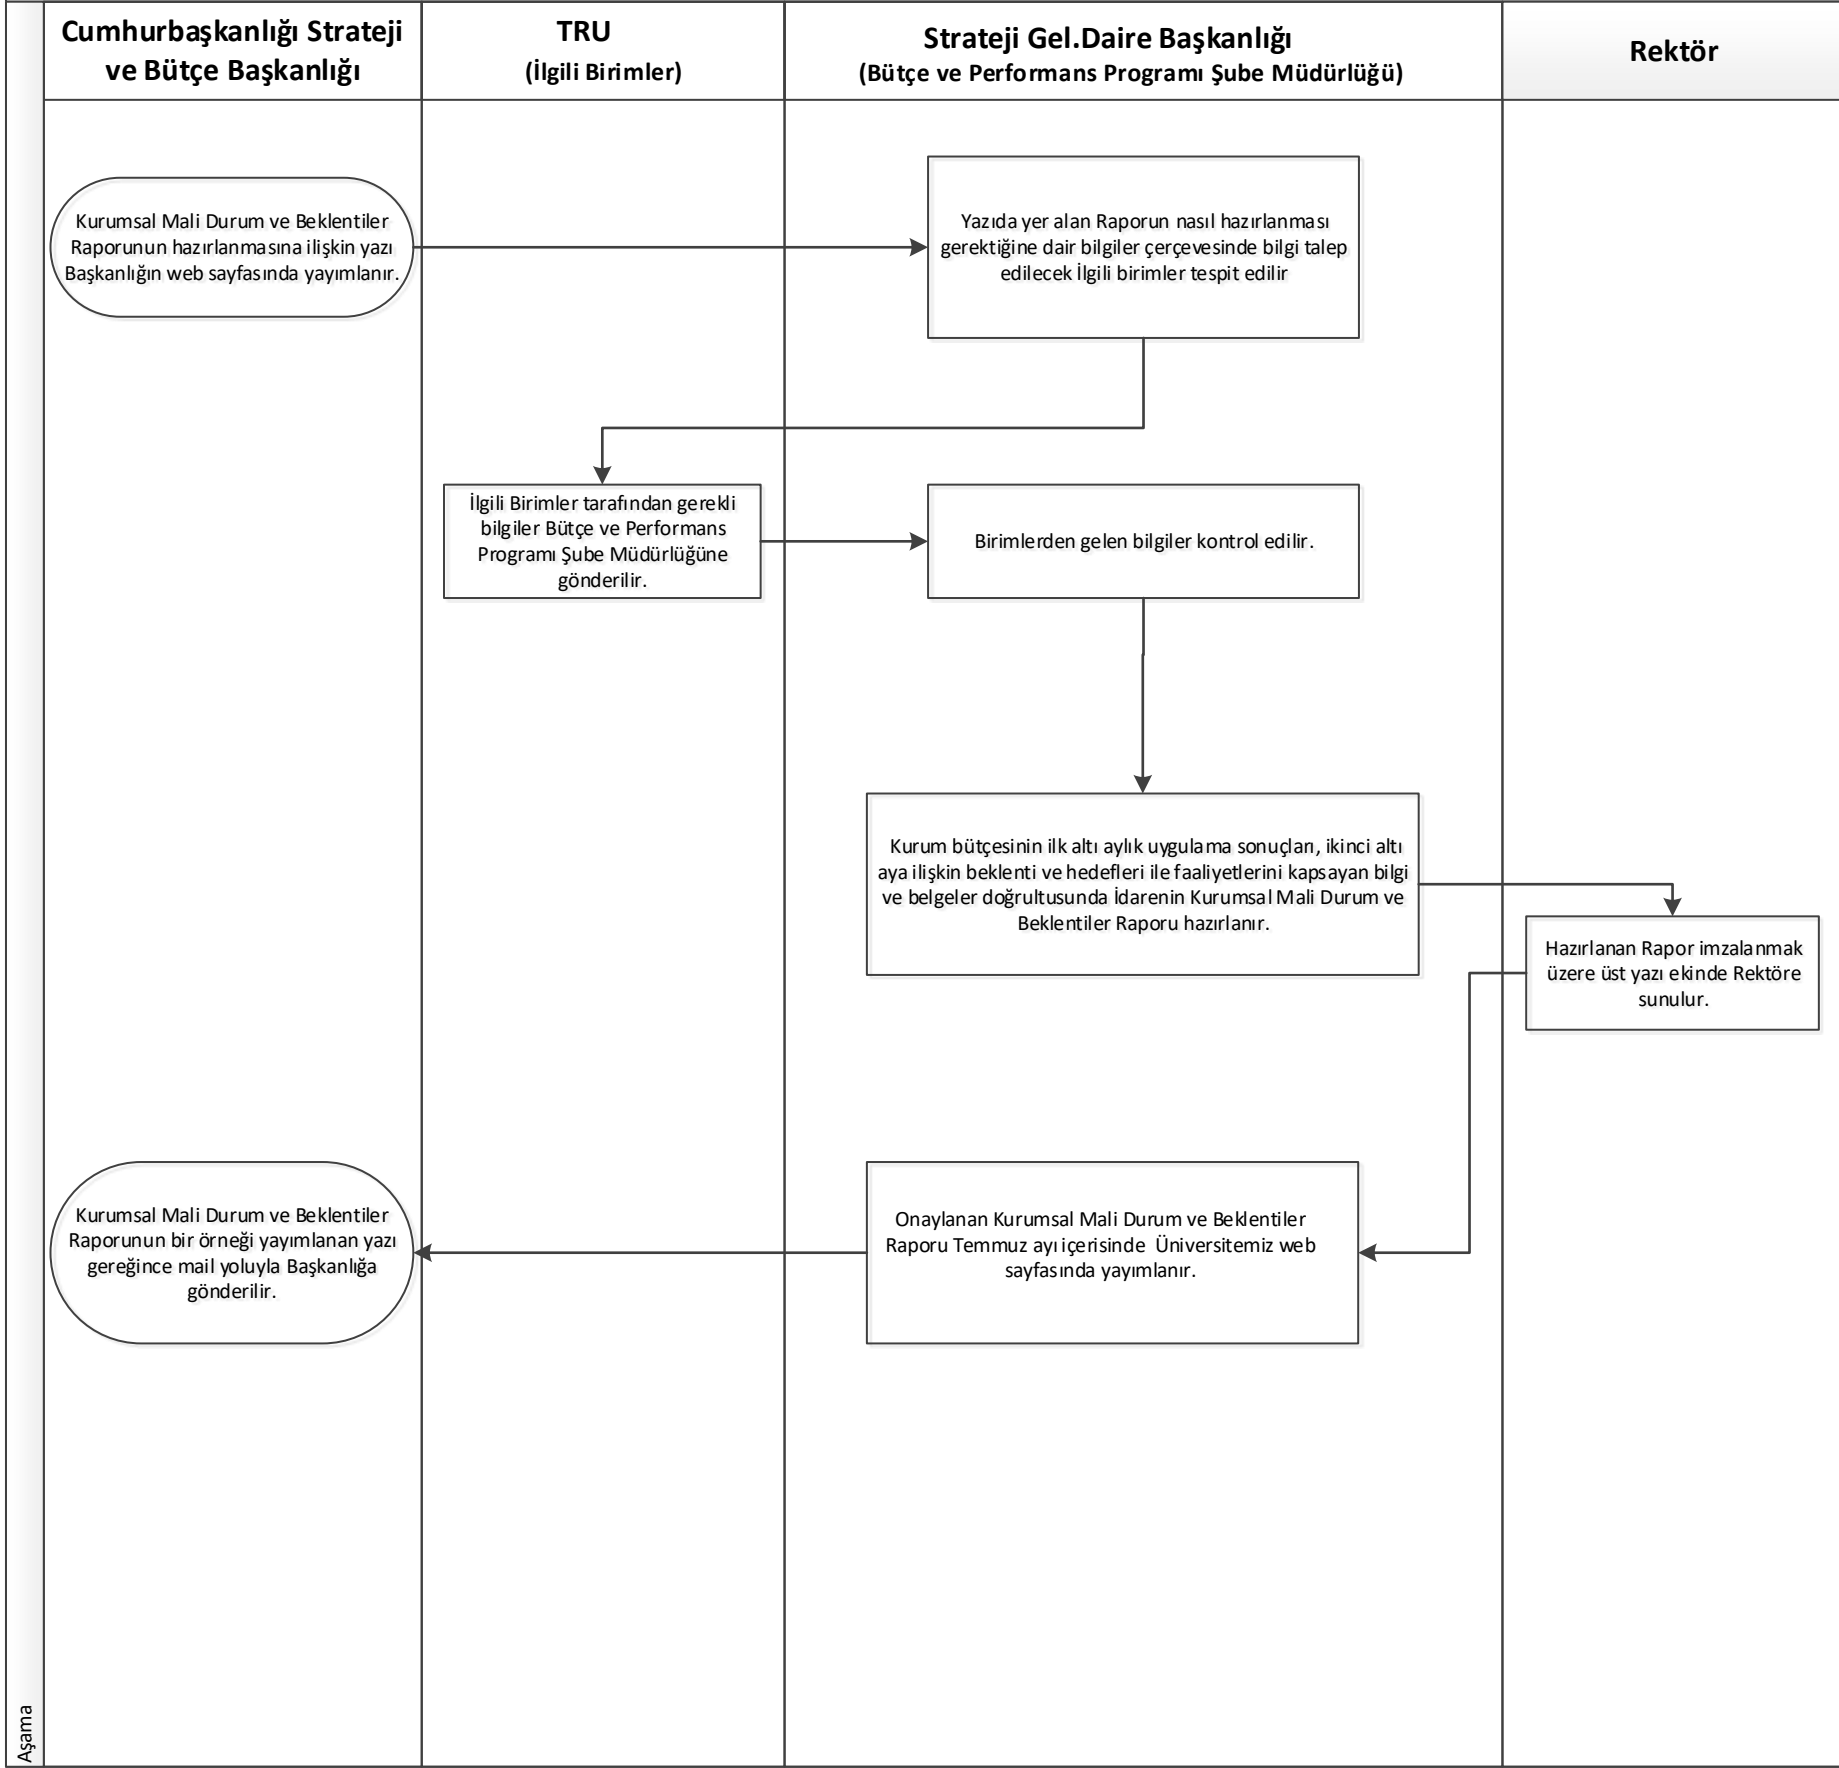 Cumhurbaşkanlığı Strateji
ve Bütçe Başkanlığı
TRU
(İlgili Birimler)
Strateji Gel.Daire Başkanlığı
(Bütçe ve Performans Programı Şube Müdürlüğü)
Rektör
Kurumsal Mali Durum ve Beklentiler
Raporunun hazırlanmasına ilişkin yazı
Başkanlığın web sayfasında yayımlanır.
Yazıda yer alan Raporun nasıl hazırlanması
gerektiğine dair bilgiler çerçevesinde bilgi talep
edilecek İlgili birimler tespit edilir
İlgili Birimler tarafından gerekli
bilgiler Bütçe ve Performans
Programı Şube Müdürlüğüne
gönderilir.
Birimlerden gelen bilgiler kontrol edilir.
Kurum bütçesinin ilk altı aylık uygulama sonuçları, ikinci altı
aya ilişkin beklenti ve hedefleri ile faaliyetlerini kapsayan bilgi
ve belgeler doğrultusunda İdarenin Kurumsal Mali Durum ve
Beklentiler Raporu hazırlanır.
Hazırlanan Rapor imzalanmak
üzere üst yazı ekinde Rektöre
sunulur.
Onaylanan Kurumsal Mali Durum ve Beklentiler
Raporu Temmuz ayı içerisinde Üniversitemiz web
sayfasında yayımlanır.
Kurumsal Mali Durum ve Beklentiler
Raporunun bir örneği yayımlanan yazı
gereğince mail yoluyla Başkanlığa
gönderilir.
Aşama